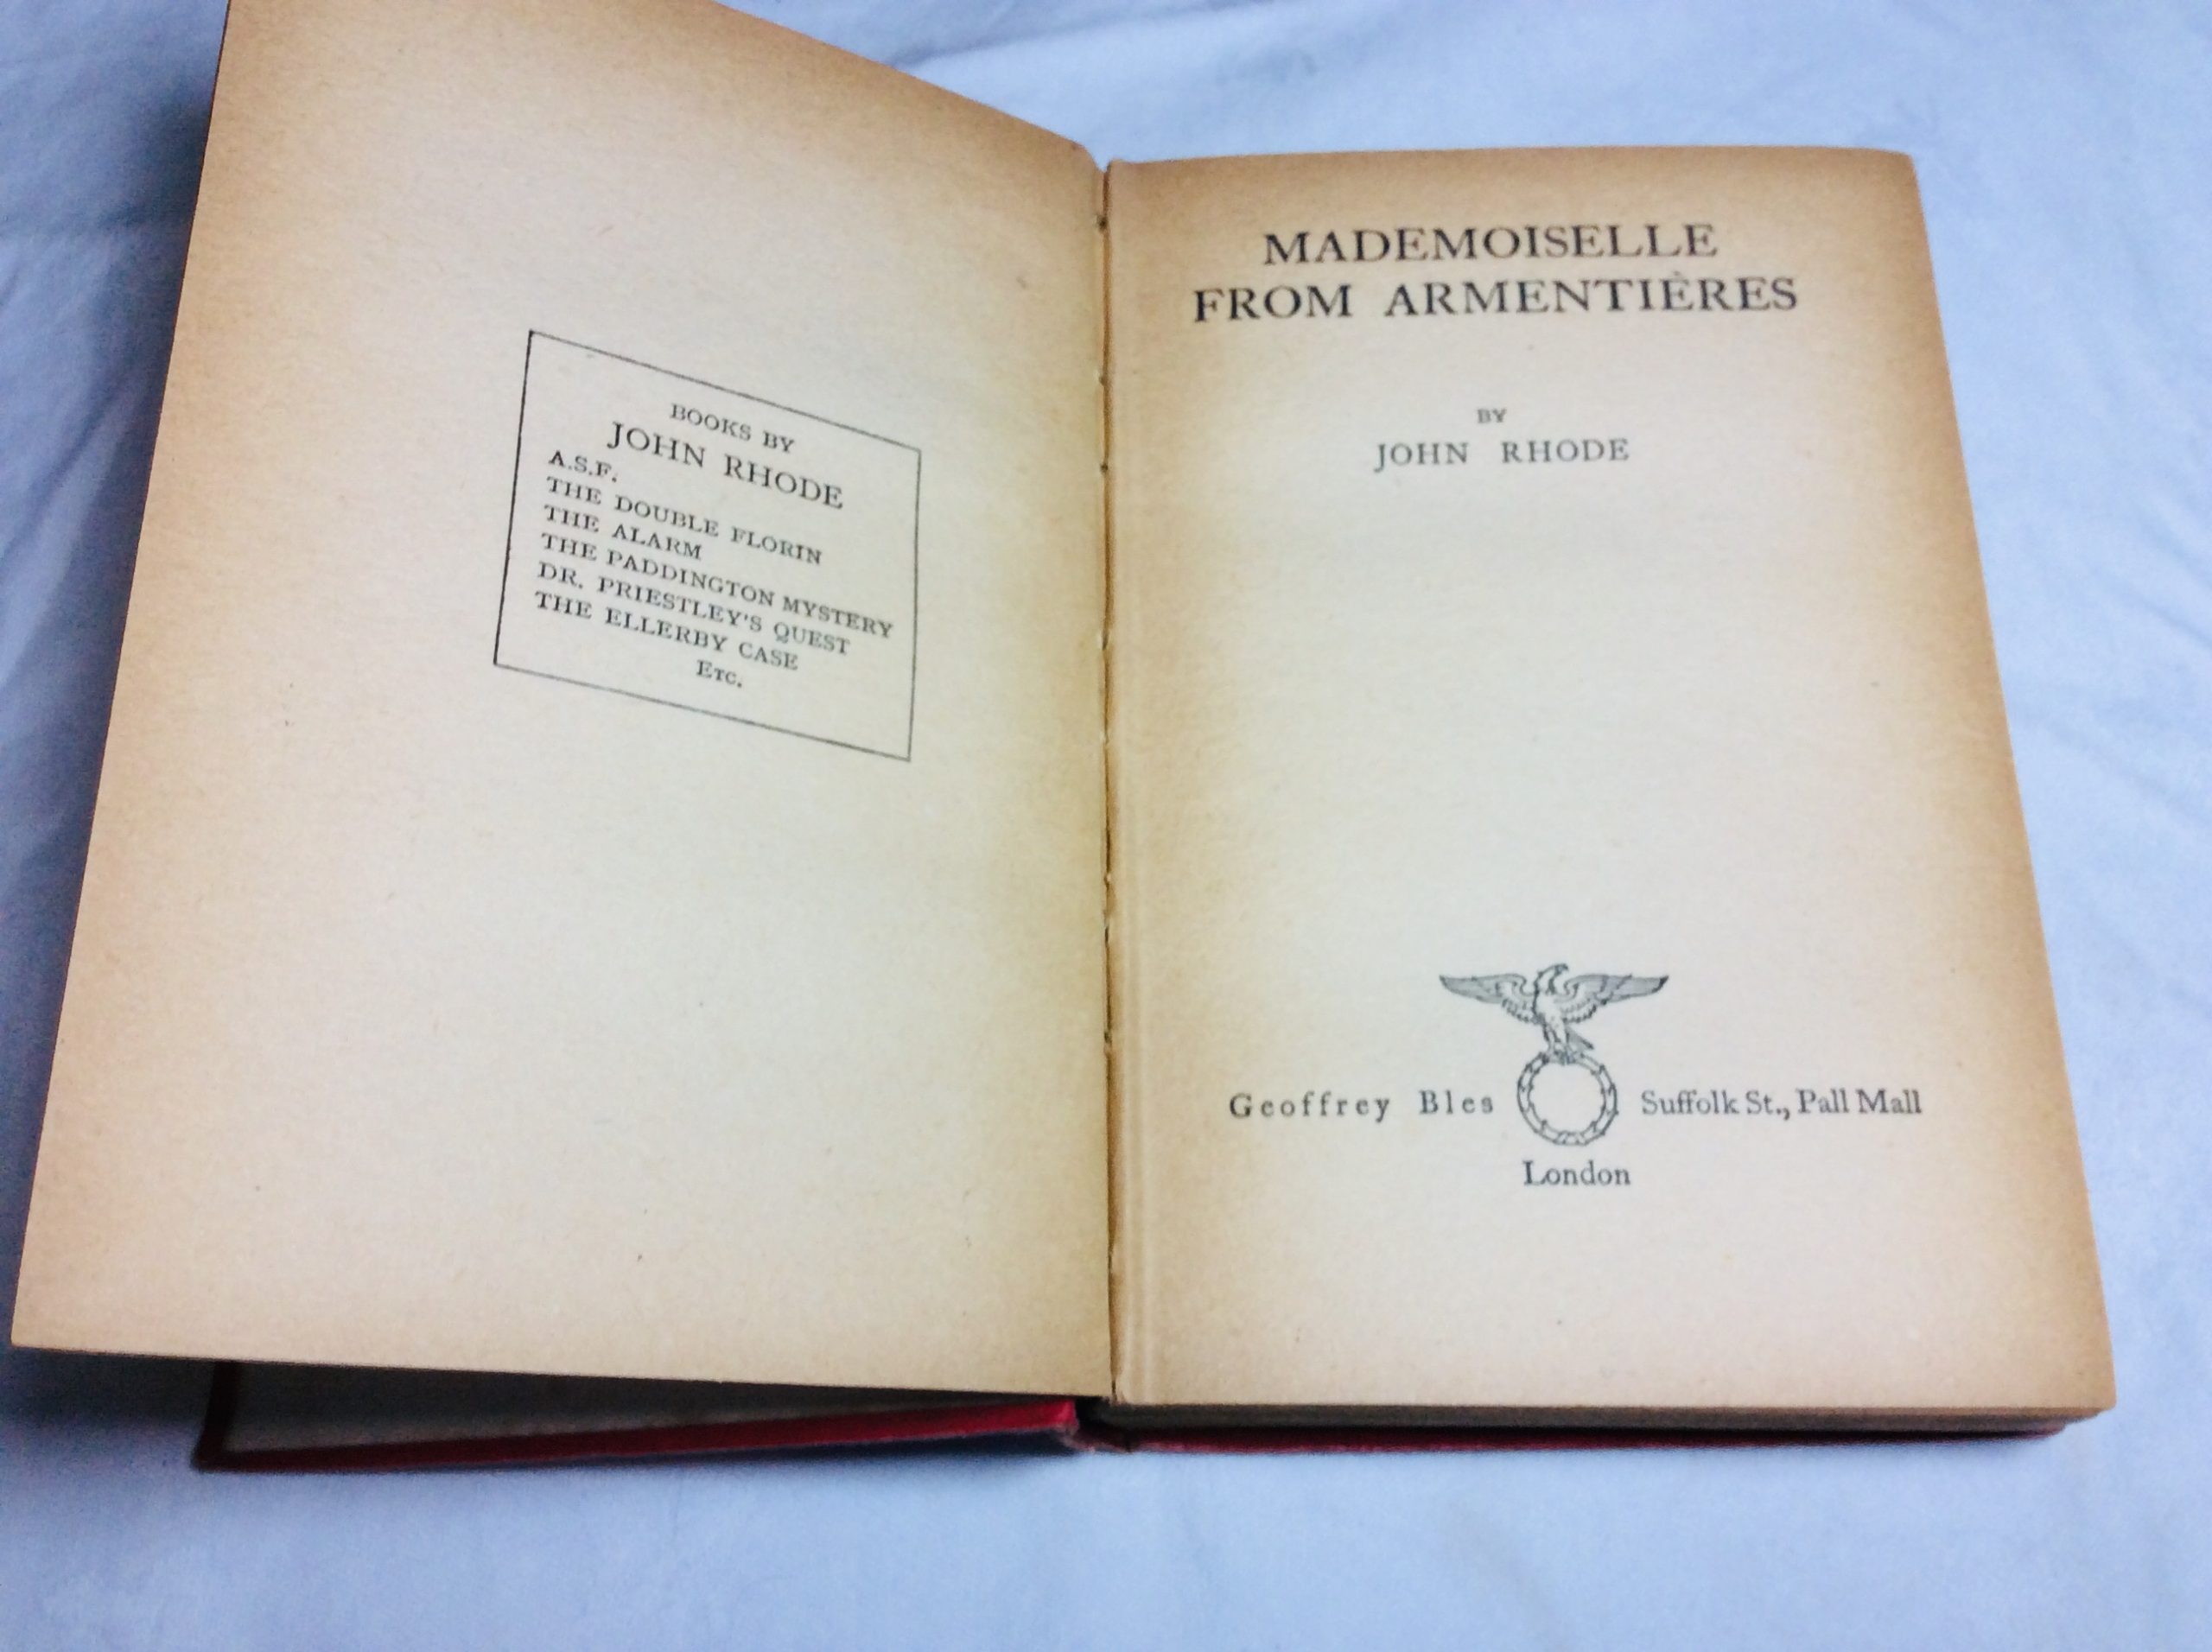 BOOKS BY
JOHN RHODE
A.S.F.
THE DOUBLE FLORIN
THE ALARM
THE PADDINGTON MYSTERY
DR. PRIESTLEY'S QUEST
THE ELLERBY CASE
ETC.
MADEMOISELLE
FROM ARMENTIÈRES
BY
JOHN RHODE
Geoffrey Bles Suffolk St., Pall Mall
London